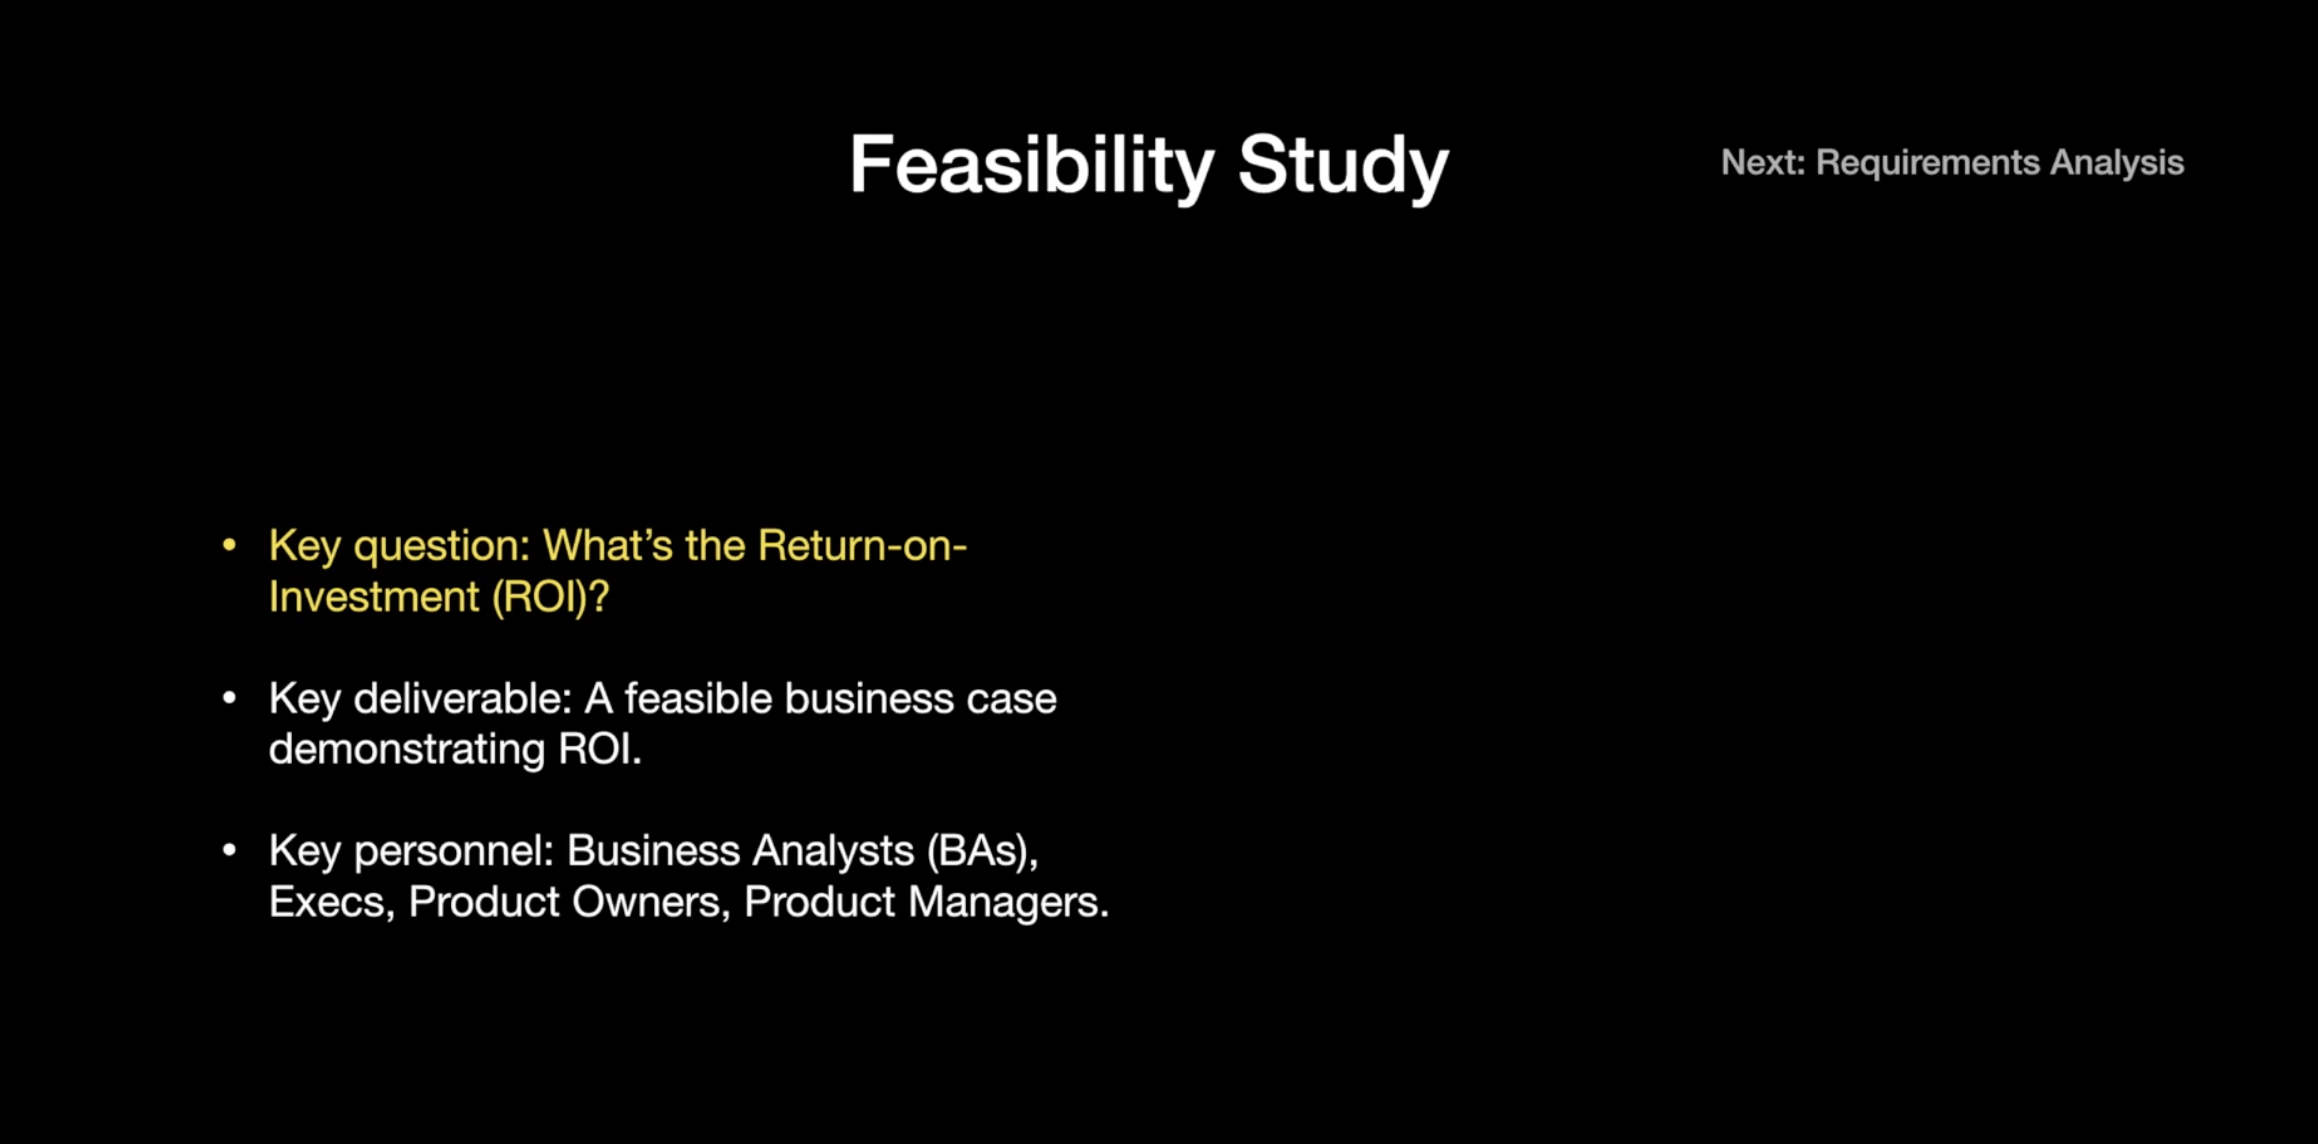 Feasibility Study
Next: Requirements Analysis
• Key question: What’s the Return-on-
Investment (ROI)?
• Key deliverable: A feasible business case
demonstrating ROI.
• Key personnel: Business Analysts (BAs),
Execs, Product Owners, Product Managers.